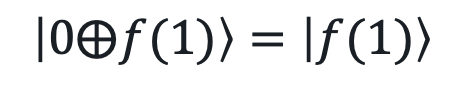 |0⊕f(1)⟩ = |f(1)⟩